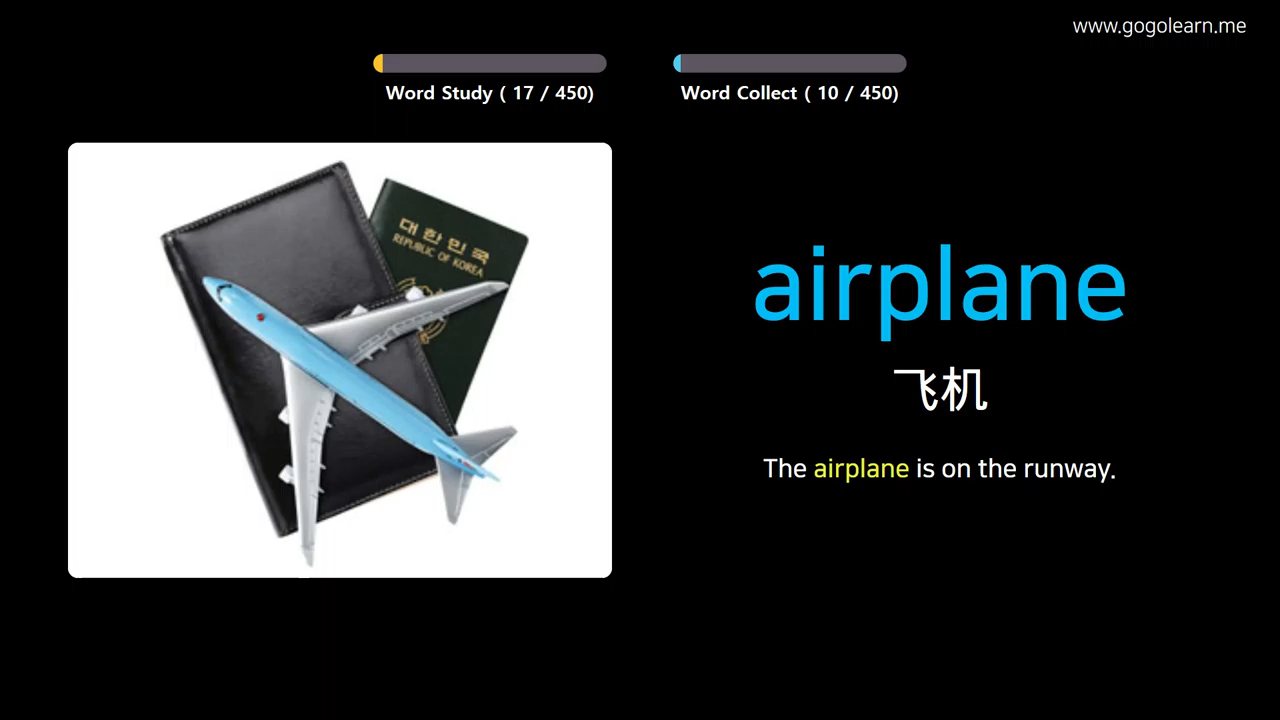 www.gogolearn.me
Word Study ( 17 / 450)
Word Collect ( 10 / 450)
대한민국
REPUBLIC OF KOREA
airplane
飞机
The airplane is on the runway.